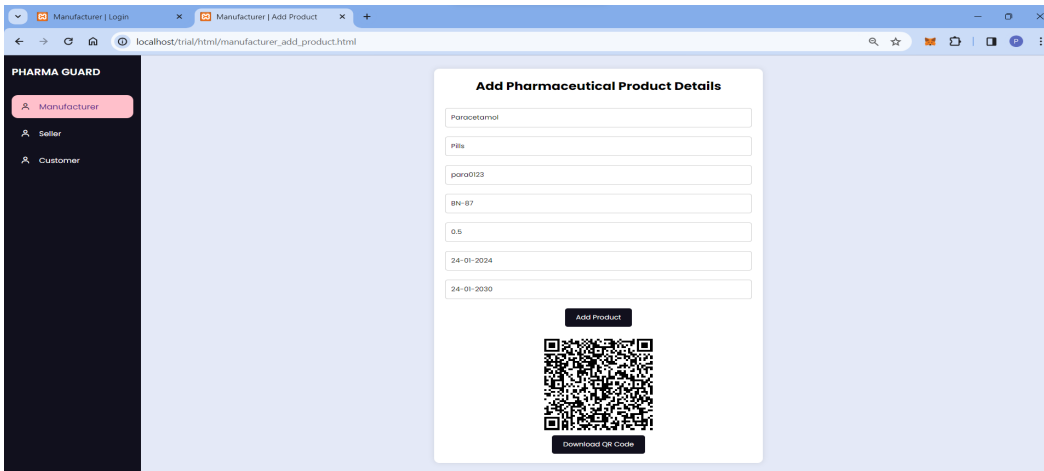 Manufacturer | Login
Manufacturer | Add Product
localhost/trial/html/manufacturer_add_product.html
P
PHARMA GUARD
Manufacturer
Seller
Customer
Add Pharmaceutical Product Details
Paracetamol
Pills
para0123
BN-87
0.5
24-01-2024
24-01-2030
Add Product
Download QR Code